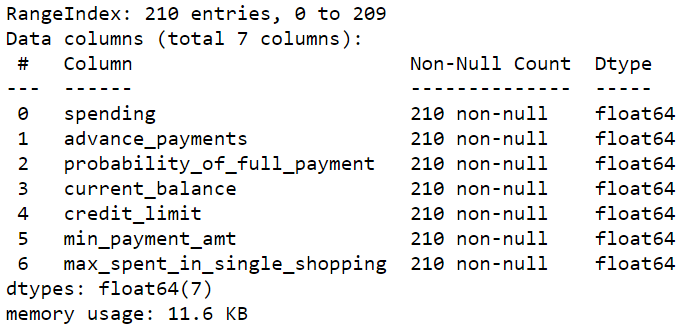 RangeIndex: 210 entries, 0 to 209
Data columns (total 7 columns):
 #   Column                        Non-Null Count  Dtype
---  ------                        --------------  -----
 0   spending                      210 non-null    float64
 1   advance_payments              210 non-null    float64
 2   probability_of_full_payment   210 non-null    float64
 3   current_balance               210 non-null    float64
 4   credit_limit                  210 non-null    float64
 5   min_payment_amt               210 non-null    float64
 6   max_spent_in_single_shopping  210 non-null    float64
dtypes: float64(7)
memory usage: 11.6 KB